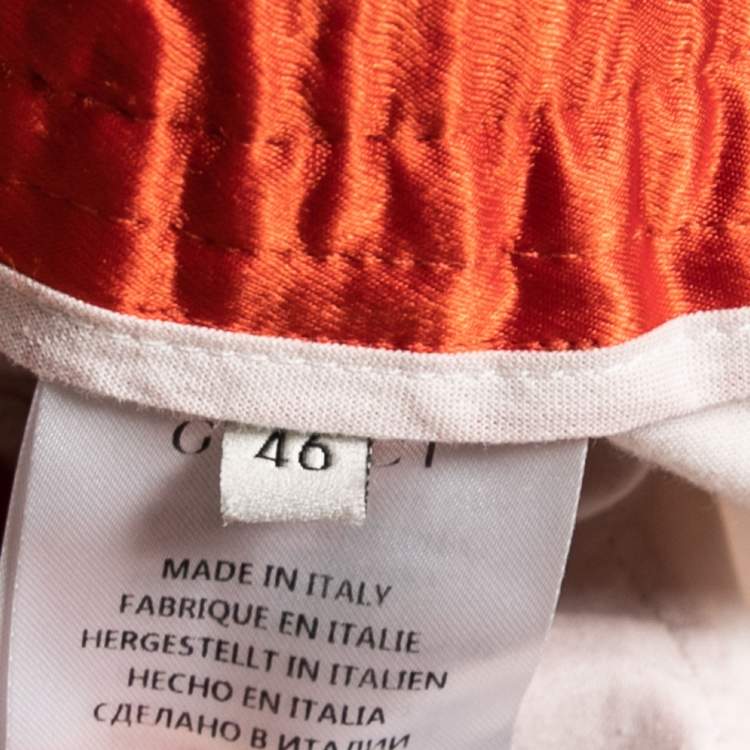 46
MADE IN ITALY
FABRIQUE EN ITALIE
HERGESTELLT IN ITALIEN
HECHO EN ITALIA
СДЕЛАНО В ИТАЛИИ